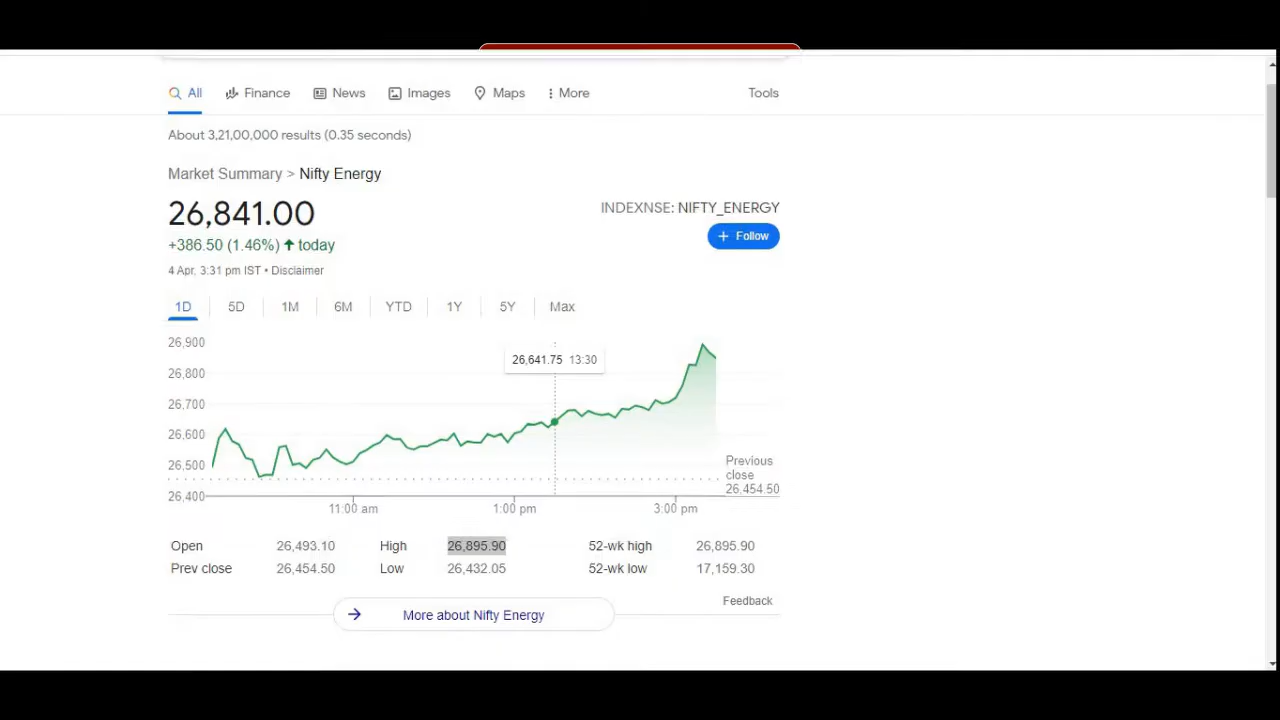 All Finance News Images Maps More Tools
About 3,21,00,000 results (0.35 seconds)
Market Summary > Nifty Energy
26,841.00
INDEXNSE: NIFTY_ENERGY
+386.50 (1.46%) ↑ today
+ Follow
4 Apr, 3:31 pm IST • Disclaimer
1D 5D 1M 6M YTD 1Y 5Y Max
26,900
26,800
26,700
26,600
26,500
26,400
26,641.75 13:30
Previous
close
26,454.50
11:00 am 1:00 pm 3:00 pm
Open 26,493.10 High 26,895.90 52-wk high 26,895.90
Prev close 26,454.50 Low 26,432.05 52-wk low 17,159.30
Feedback
→ More about Nifty Energy